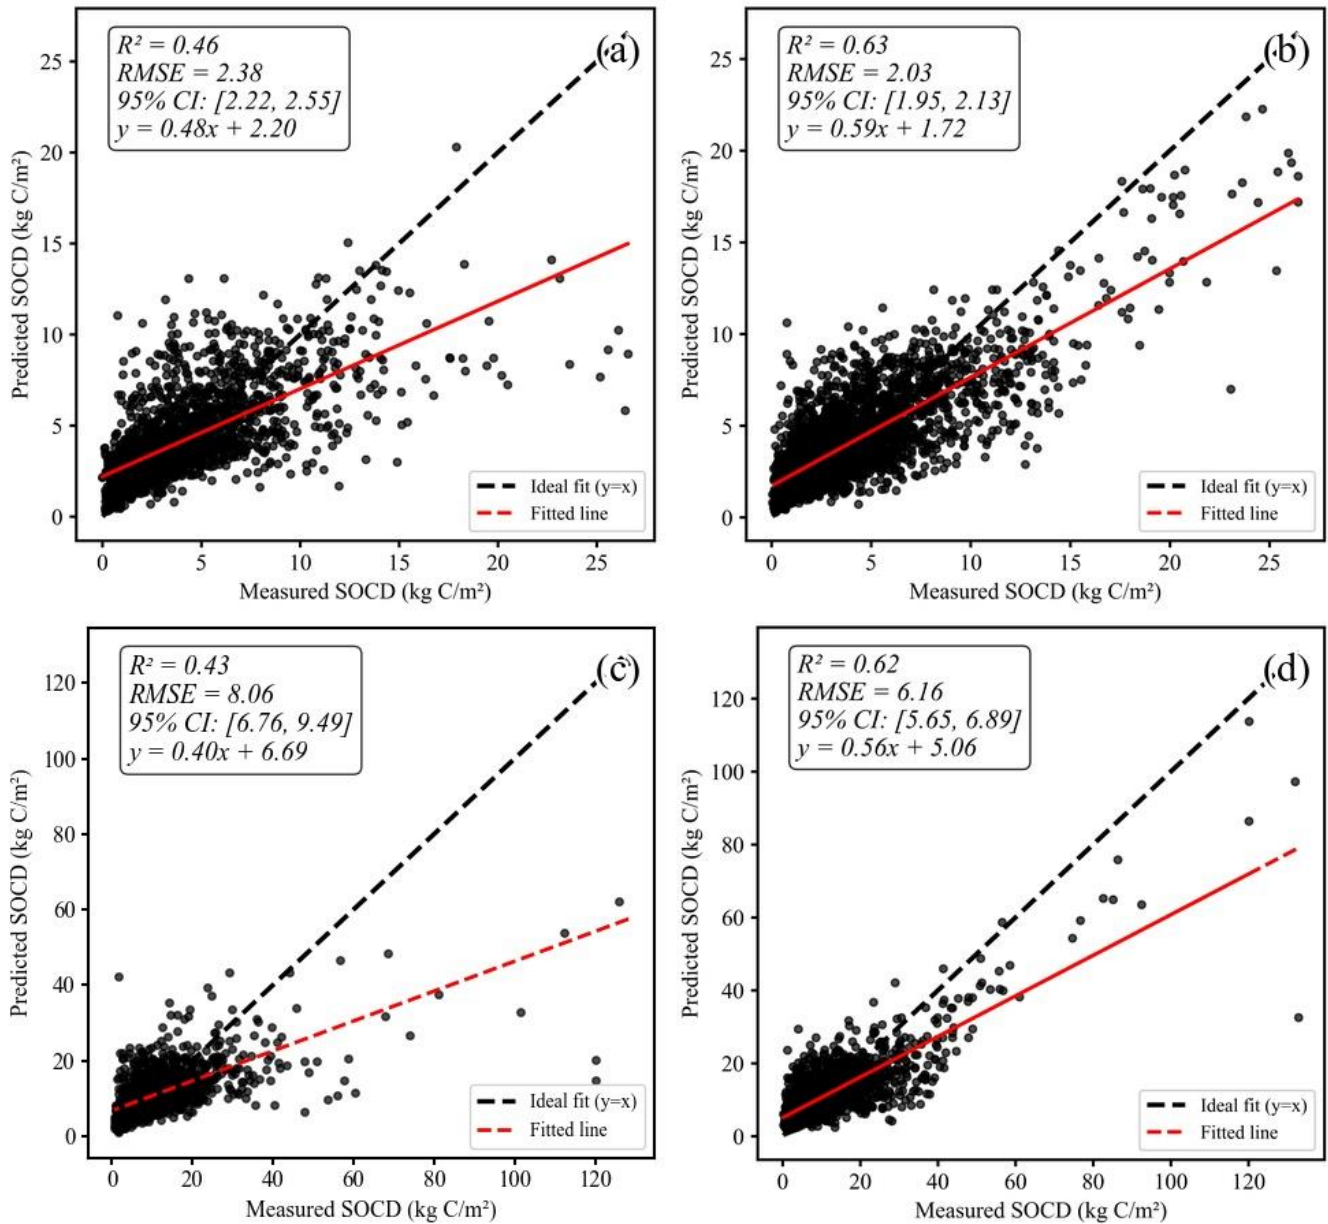 R² = 0.46
RMSE = 2.38
95% CI: [2.22, 2.55]
y = 0.48x + 2.20
(a)
25
20
15
10
5
0
Predicted SOCD (kg C/m²)
Ideal fit (y=x)
Fitted line
0 5 10 15 20 25
Measured SOCD (kg C/m²)
R² = 0.63
RMSE = 2.03
95% CI: [1.95, 2.13]
y = 0.59x + 1.72
(b)
25
20
15
10
5
0
Predicted SOCD (kg C/m²)
Ideal fit (y=x)
Fitted line
0 5 10 15 20 25
Measured SOCD (kg C/m²)
R² = 0.43
RMSE = 8.06
95% CI: [6.76, 9.49]
y = 0.40x + 6.69
(c)
120
100
80
60
40
20
0
Predicted SOCD (kg C/m²)
Ideal fit (y=x)
Fitted line
0 20 40 60 80 100 120
Measured SOCD (kg C/m²)
R² = 0.62
RMSE = 6.16
95% CI: [5.65, 6.89]
y = 0.56x + 5.06
(d)
120
100
80
60
40
20
0
Predicted SOCD (kg C/m²)
Ideal fit (y=x)
Fitted line
0 20 40 60 80 100 120
Measured SOCD (kg C/m²)